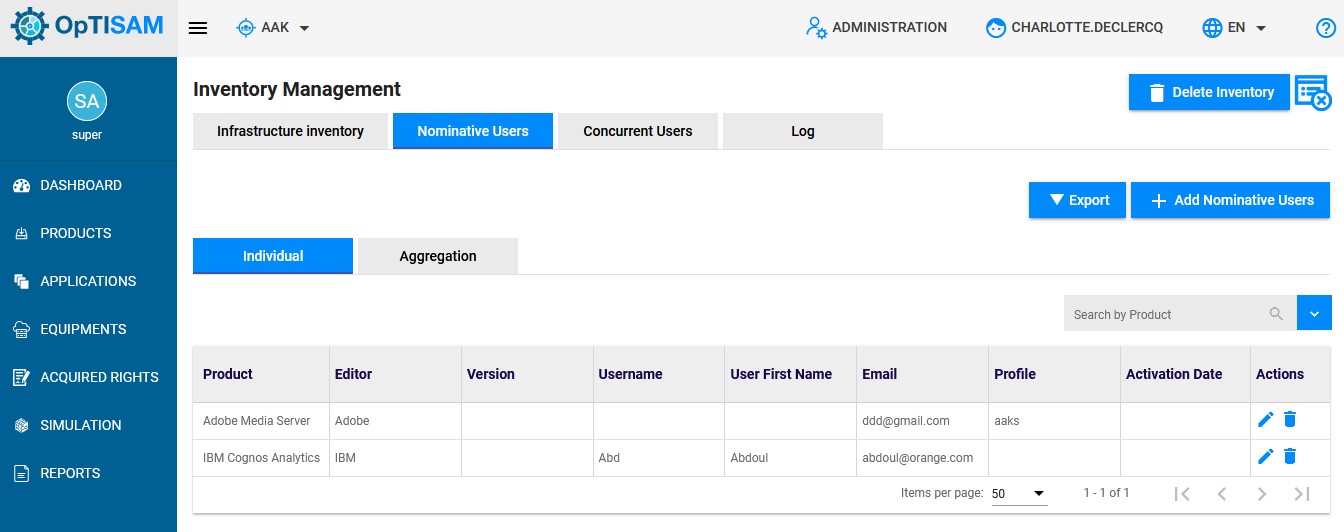 OpTISAM
AAK
ADMINISTRATION
CHARLOTTE.DECLERCQ
EN
SA
super
DASHBOARD
PRODUCTS
APPLICATIONS
EQUIPMENTS
ACQUIRED RIGHTS
SIMULATION
REPORTS
Inventory Management
Delete Inventory
Infrastructure inventory
Nominative Users
Concurrent Users
Log
Export
Add Nominative Users
Individual
Aggregation
Search by Product
Product Editor Version Username User First Name Email Profile Activation Date Actions
Adobe Media Server Adobe ddd@gmail.com aaks
IBM Cognos Analytics IBM Abd Abdoul abdoul@orange.com
Items per page: 50 1 - 1 of 1